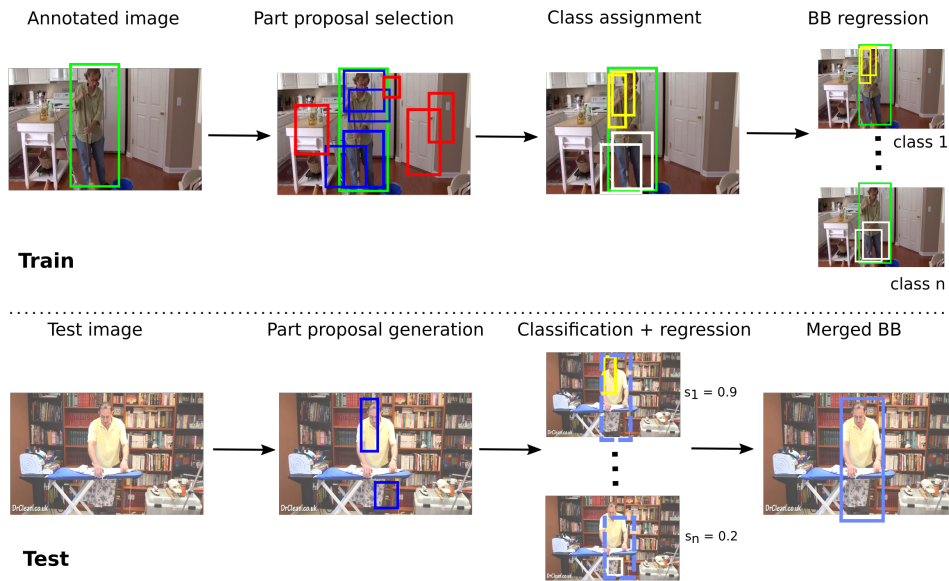 Annotated image
Part proposal selection
Class assignment
BB regression
class 1
class n
Train
Test image
Part proposal generation
Classification + regression
Merged BB
s1 = 0.9
sn = 0.2
DrClean.co.uk
DrClean.co.uk
DrClean.co.uk
DrClean.co.uk
DrClean.co.uk
Test